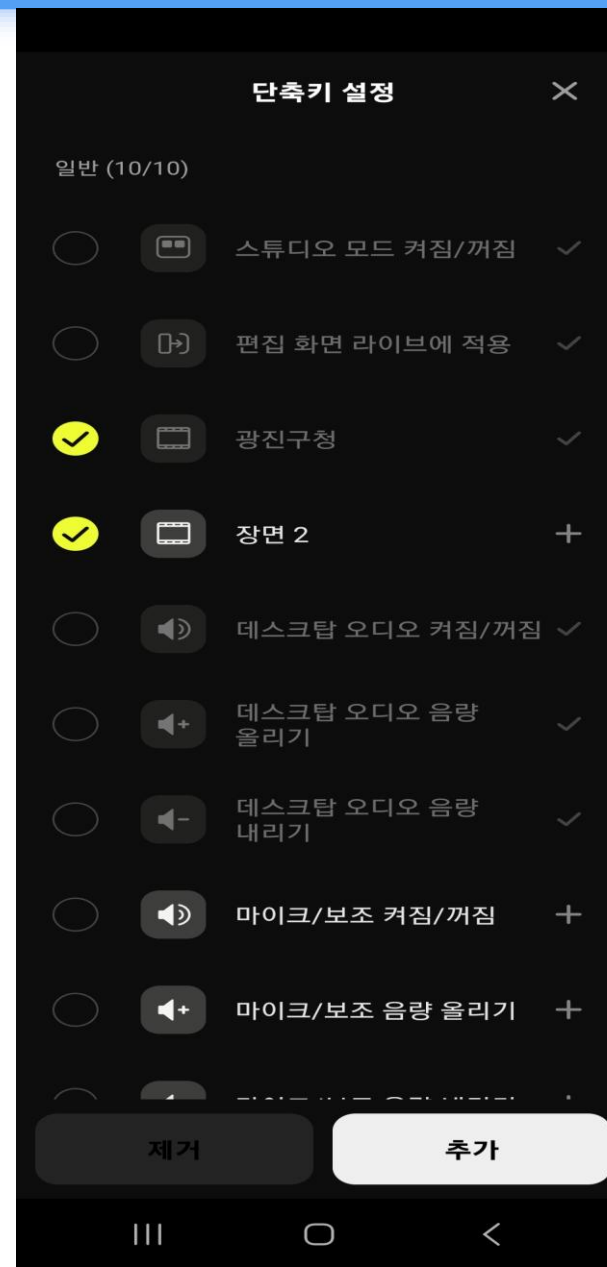 단축키 설정
일반 (10/10)
스튜디오 모드 켜짐/꺼짐
편집 화면 라이브에 적용
광진구청
장면 2
데스크탑 오디오 켜짐/꺼짐
데스크탑 오디오 음량
올리기
데스크탑 오디오 음량
내리기
마이크/보조 켜짐/꺼짐
마이크/보조 음량 올리기
제거
추가